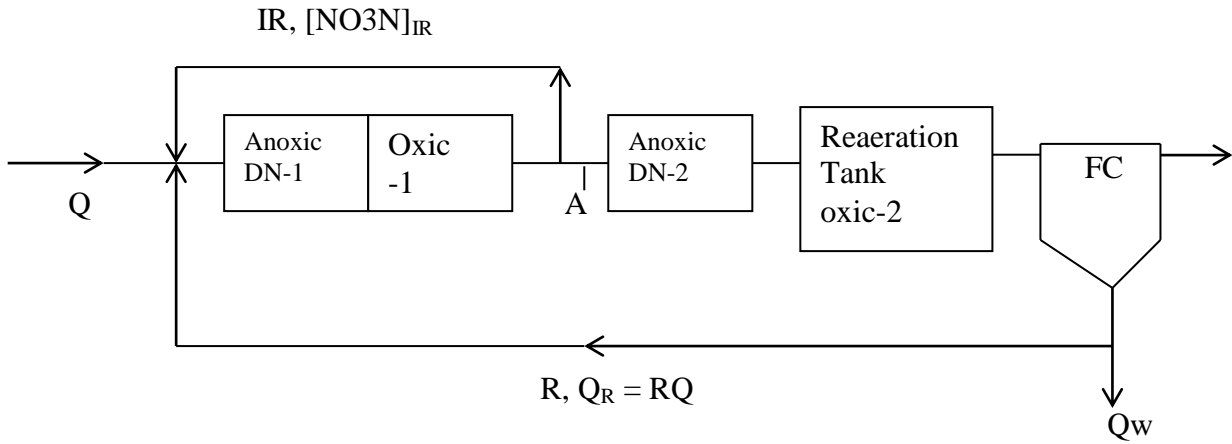 IR, [NO3N]IR
Q
Anoxic
DN-1
Oxic
-1
A
Anoxic
DN-2
Reaeration
Tank
oxic-2
FC
R, QR = RQ
Qw